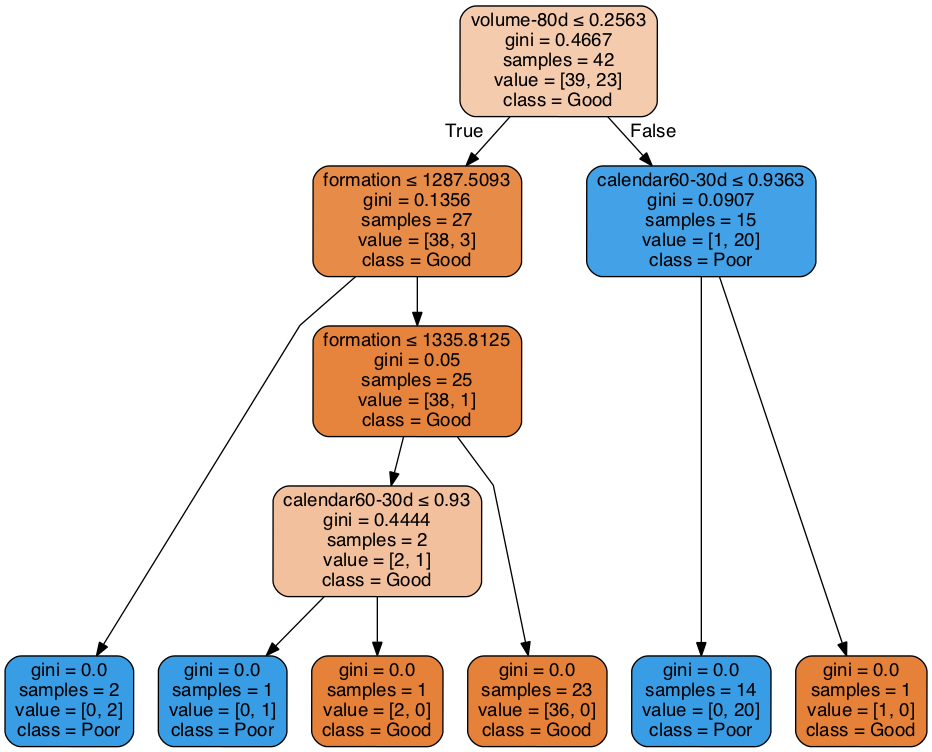 volume-80d ≤ 0.2563
gini = 0.4667
samples = 42
value = [39, 23]
class = Good
True
False
formation ≤ 1287.5093
gini = 0.1356
samples = 27
value = [38, 3]
class = Good
calendar60-30d ≤ 0.9363
gini = 0.0907
samples = 15
value = [1, 20]
class = Poor
formation ≤ 1335.8125
gini = 0.05
samples = 25
value = [38, 1]
class = Good
calendar60-30d ≤ 0.93
gini = 0.4444
samples = 2
value = [2, 1]
class = Good
gini = 0.0
samples = 2
value = [0, 2]
class = Poor
gini = 0.0
samples = 1
value = [0, 1]
class = Poor
gini = 0.0
samples = 1
value = [2, 0]
class = Good
gini = 0.0
samples = 23
value = [36, 0]
class = Good
gini = 0.0
samples = 14
value = [0, 20]
class = Poor
gini = 0.0
samples = 1
value = [1, 0]
class = Good